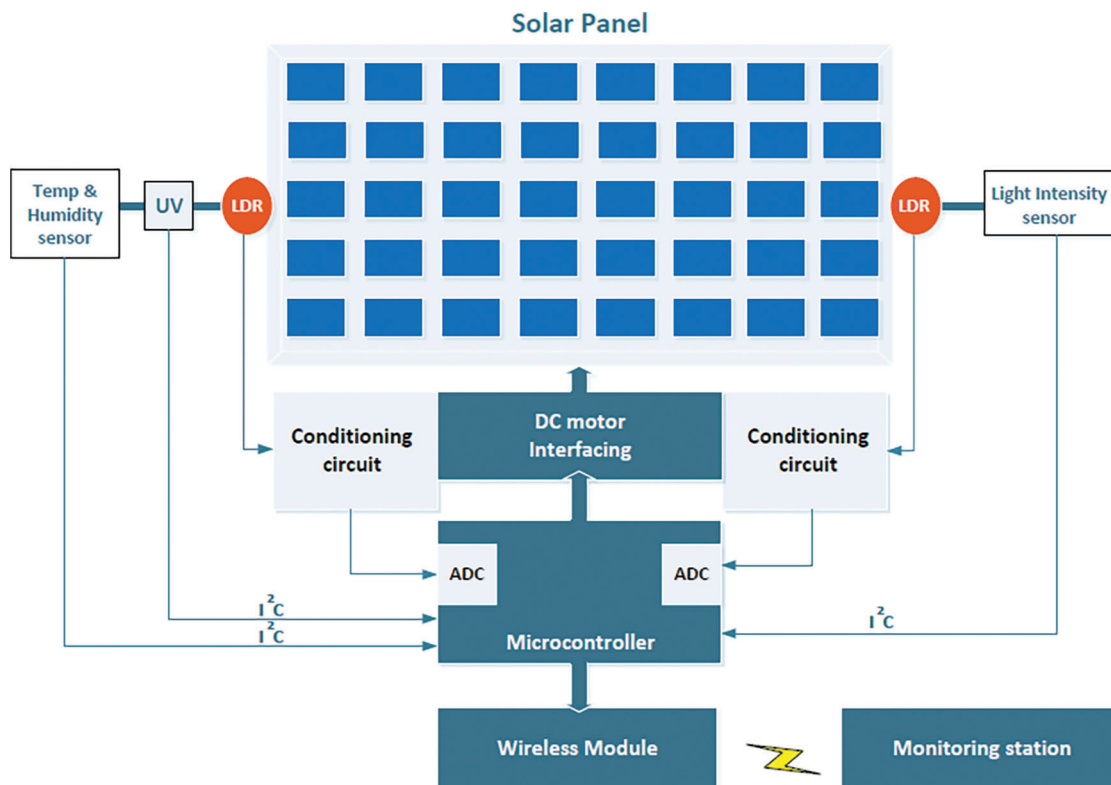 Solar Panel
Temp &
Humidity
sensor
UV
LDR
LDR
Light Intensity
sensor
Conditioning
circuit
DC motor
Interfacing
Conditioning
circuit
ADC
ADC
I²C
I²C
I²C
Microcontroller
Wireless Module
Monitoring station